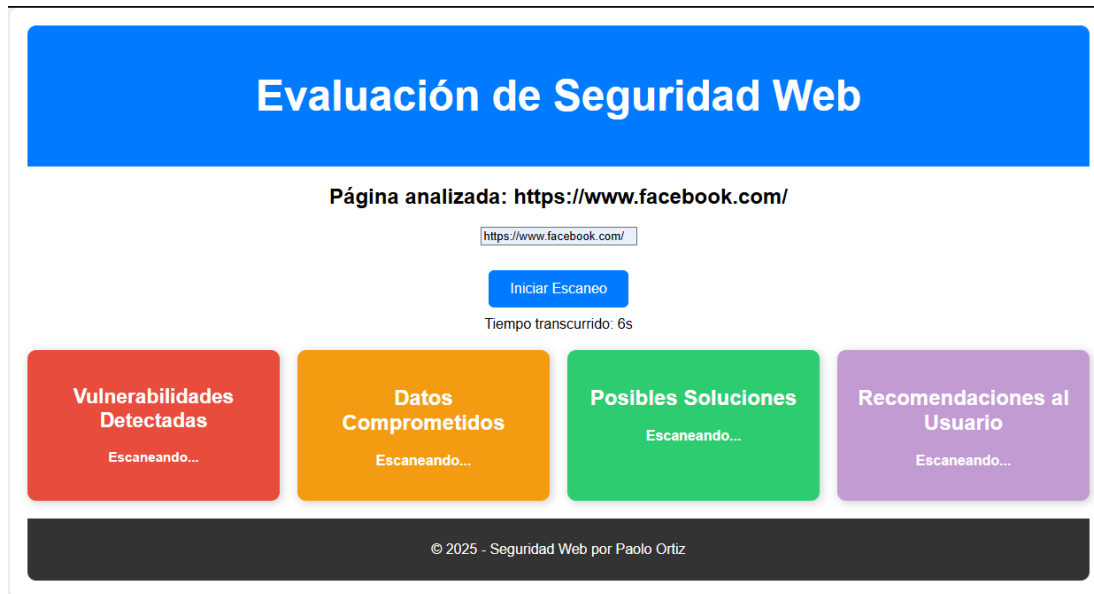 Evaluación de Seguridad Web
Página analizada: https://www.facebook.com/
https://www.facebook.com/
Iniciar Escaneo
Tiempo transcurrido: 6s
Vulnerabilidades
Detectadas
Escaneando...
Datos
Comprometidos
Escaneando...
Posibles Soluciones
Escaneando...
Recomendaciones al
Usuario
Escaneando...
© 2025 - Seguridad Web por Paolo Ortiz